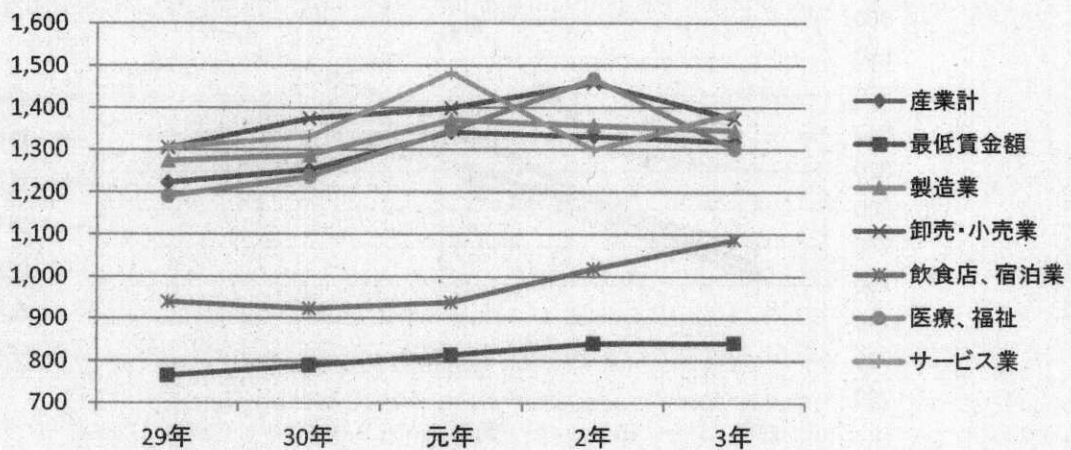 1,600
1,500
1,400
1,300
1,200
1,100
1,000
900
800
700
29年 30年 元年 2年 3年
産業計
最低賃金額
製造業
卸売・小売業
飲食店、宿泊業
医療、福祉
サービス業